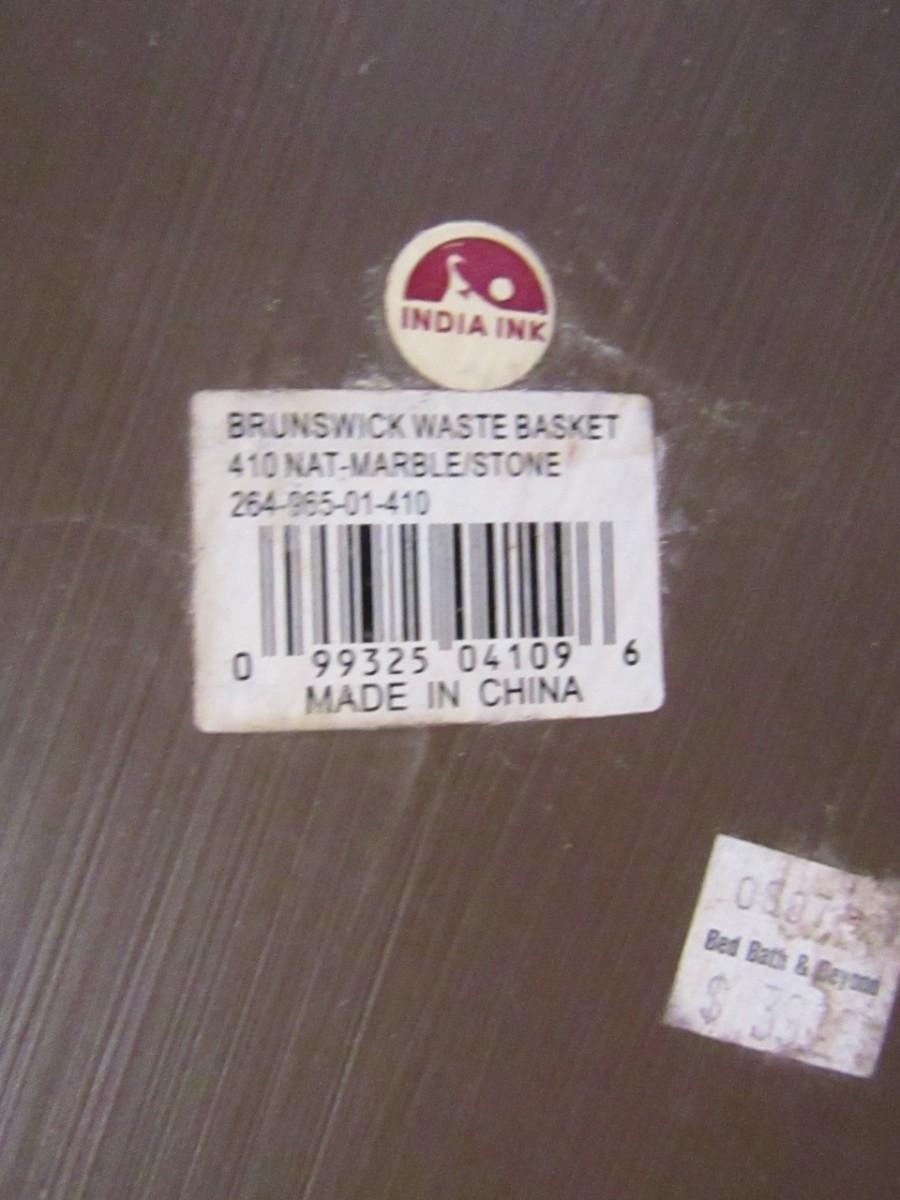 INDIA INK
BRUNSWICK WASTE BASKET
410 NAT-MARBLE/STONE
264-965-01-410
0 99325 04109 6
MADE IN CHINA
Bed Bath & Beyond
$